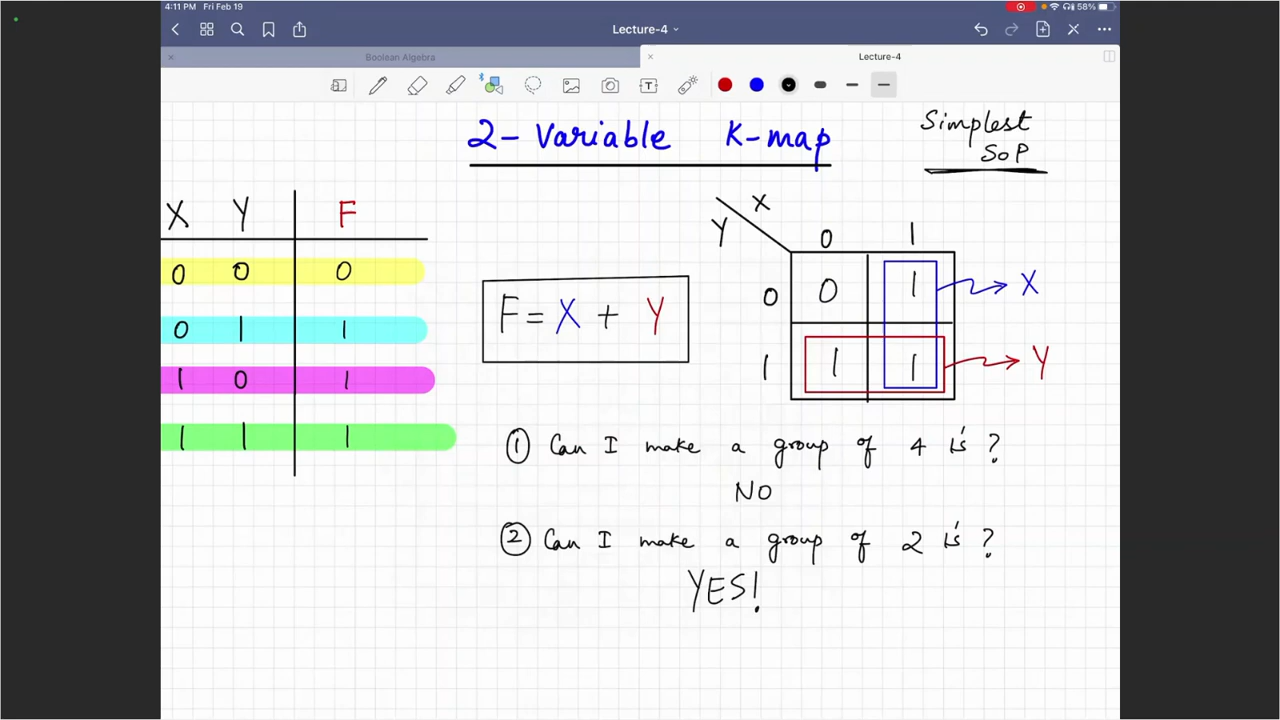 4:11 PM Fri Feb 19
58%
Lecture-4
Boolean Algebra
Lecture-4
T
2-Variable K-map
Simplest
SoP
X Y F
0 0 0
0 1 1
1 0 1
1 1 1
F = X + Y
X
Y
0 1
0 0 1 X
1 1 1 Y
① Can I make a group of 4 1's?
NO
② Can I make a group of 2 1's?
YES!